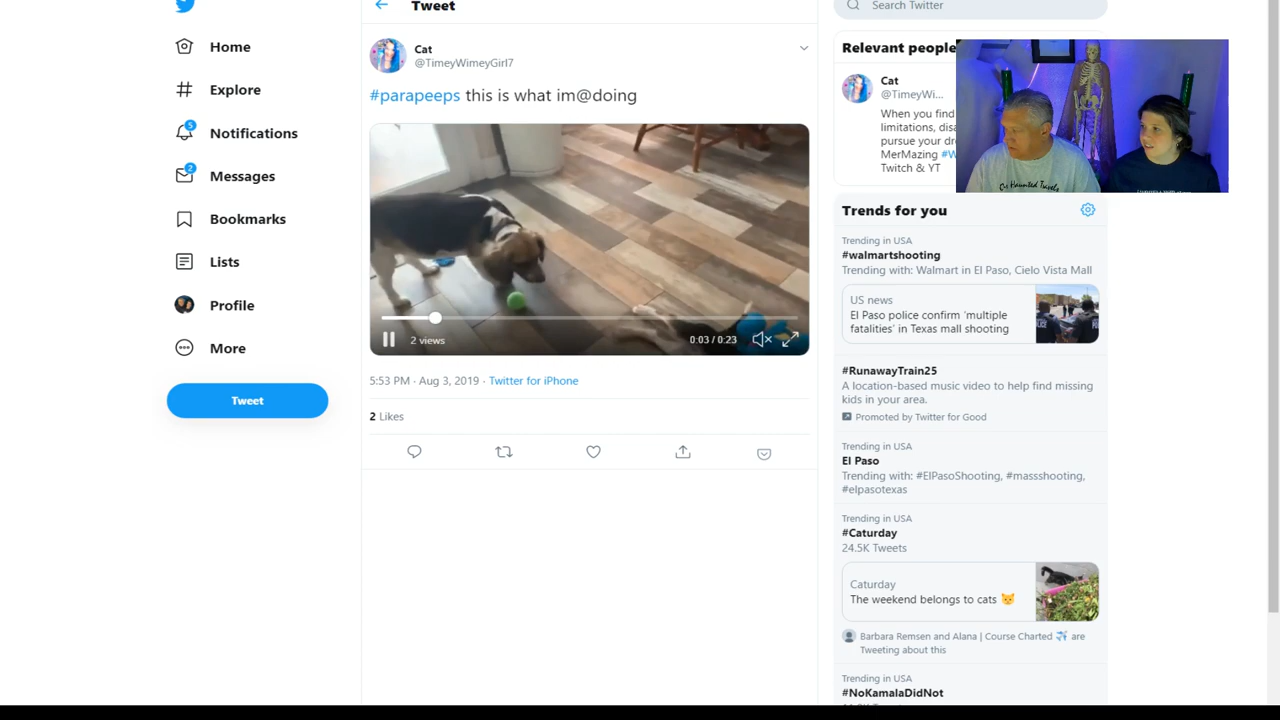 Home
Explore
5
Notifications
2
Messages
Bookmarks
Lists
Profile
More
Tweet
Tweet
Cat
@TimeyWimeyGirl7
#parapeeps this is what im@doing
2 views
0:03 / 0:23
5:53 PM · Aug 3, 2019 · Twitter for iPhone
2 Likes
Search Twitter
Relevant people
Cat
@TimeyWi...
When you find
limitations, disa
pursue your dr
MerMazing #W
Twitch & YT
Haunted Travels
Trends for you
Trending in USA
#walmartshooting
Trending with: Walmart in El Paso, Cielo Vista Mall
US news
El Paso police confirm 'multiple
fatalities' in Texas mall shooting
#RunawayTrain25
A location-based music video to help find missing
kids in your area.
Promoted by Twitter for Good
Trending in USA
El Paso
Trending with: #ElPasoShooting, #massshooting,
#elpasotexas
Trending in USA
#Caturday
24.5K Tweets
Caturday
The weekend belongs to cats 🐱
Barbara Remsen and Alana | Course Charted ✈️ are
Tweeting about this
Trending in USA
#NoKamalaDidNot